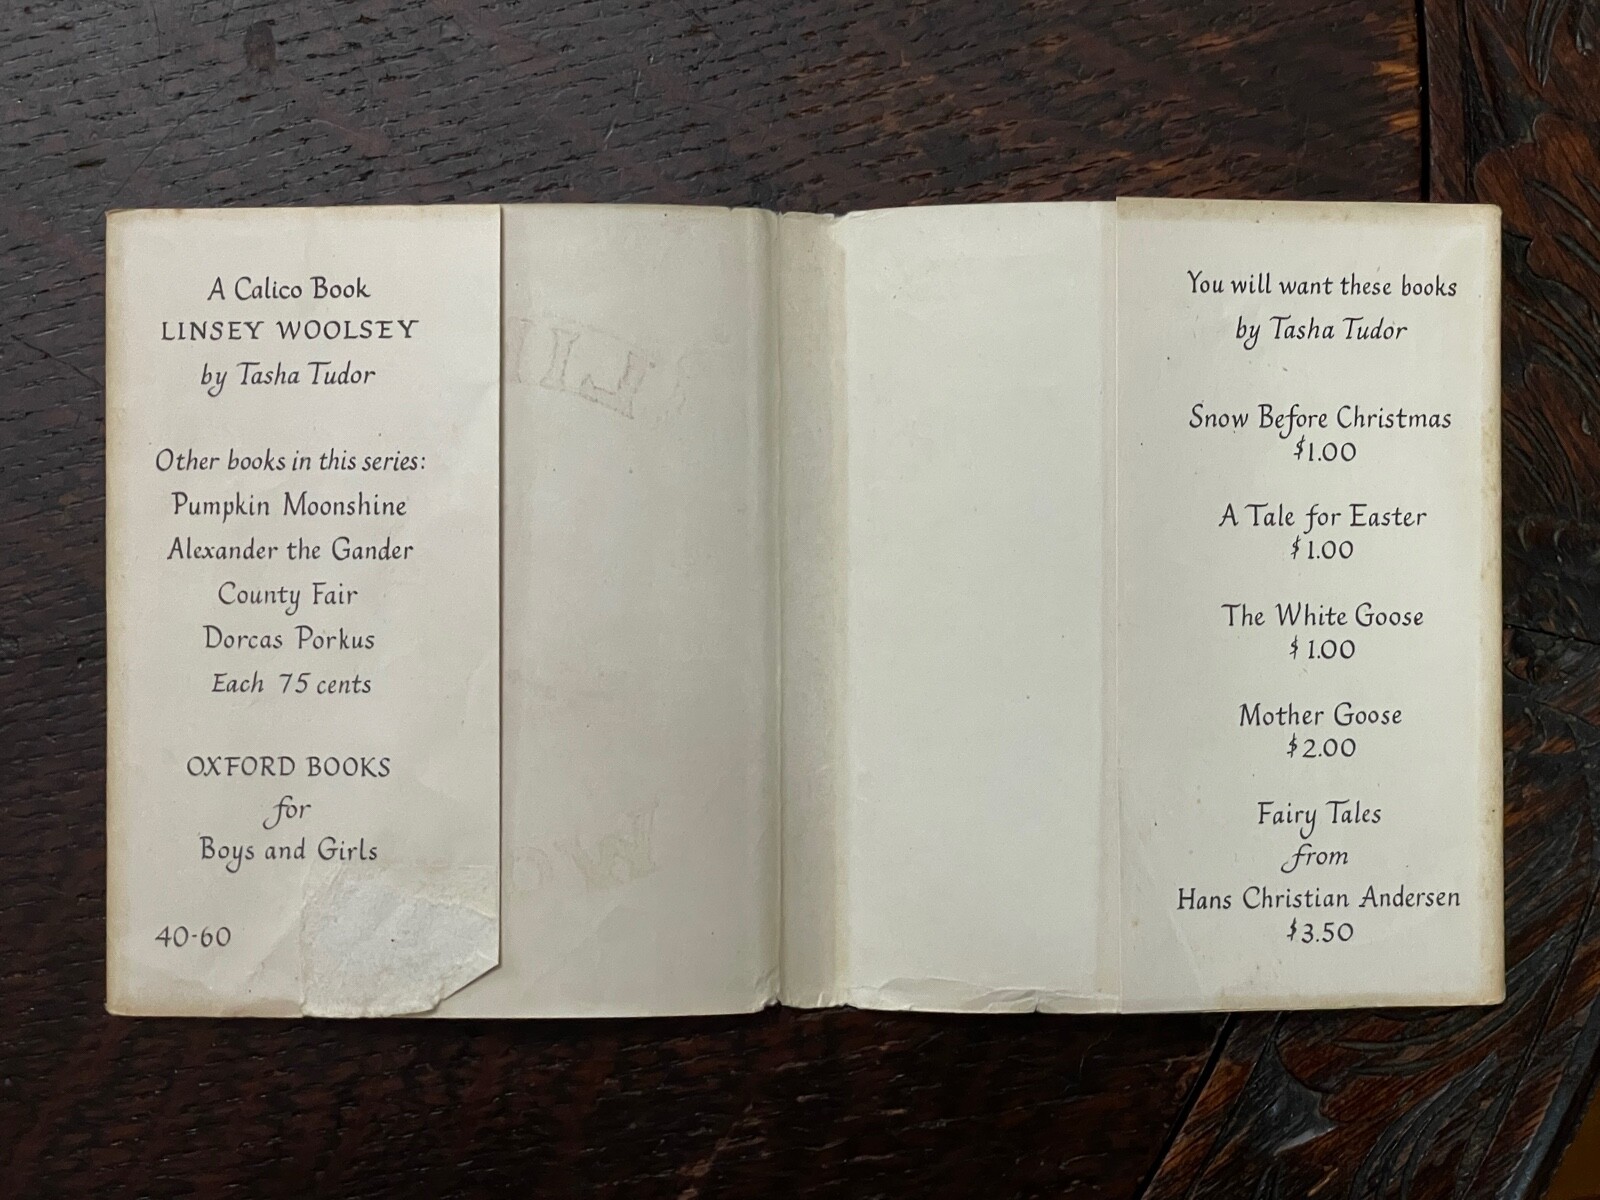 A Calico Book
LINSEY WOOLSEY
by Tasha Tudor
Other books in this series:
Pumpkin Moonshine
Alexander the Gander
County Fair
Dorcas Porkus
Each 75 cents
OXFORD BOOKS
for
Boys and Girls
40-60
You will want these books
by Tasha Tudor
Snow Before Christmas
$1.00
A Tale for Easter
$1.00
The White Goose
$1.00
Mother Goose
$2.00
Fairy Tales
from
Hans Christian Andersen
$3.50